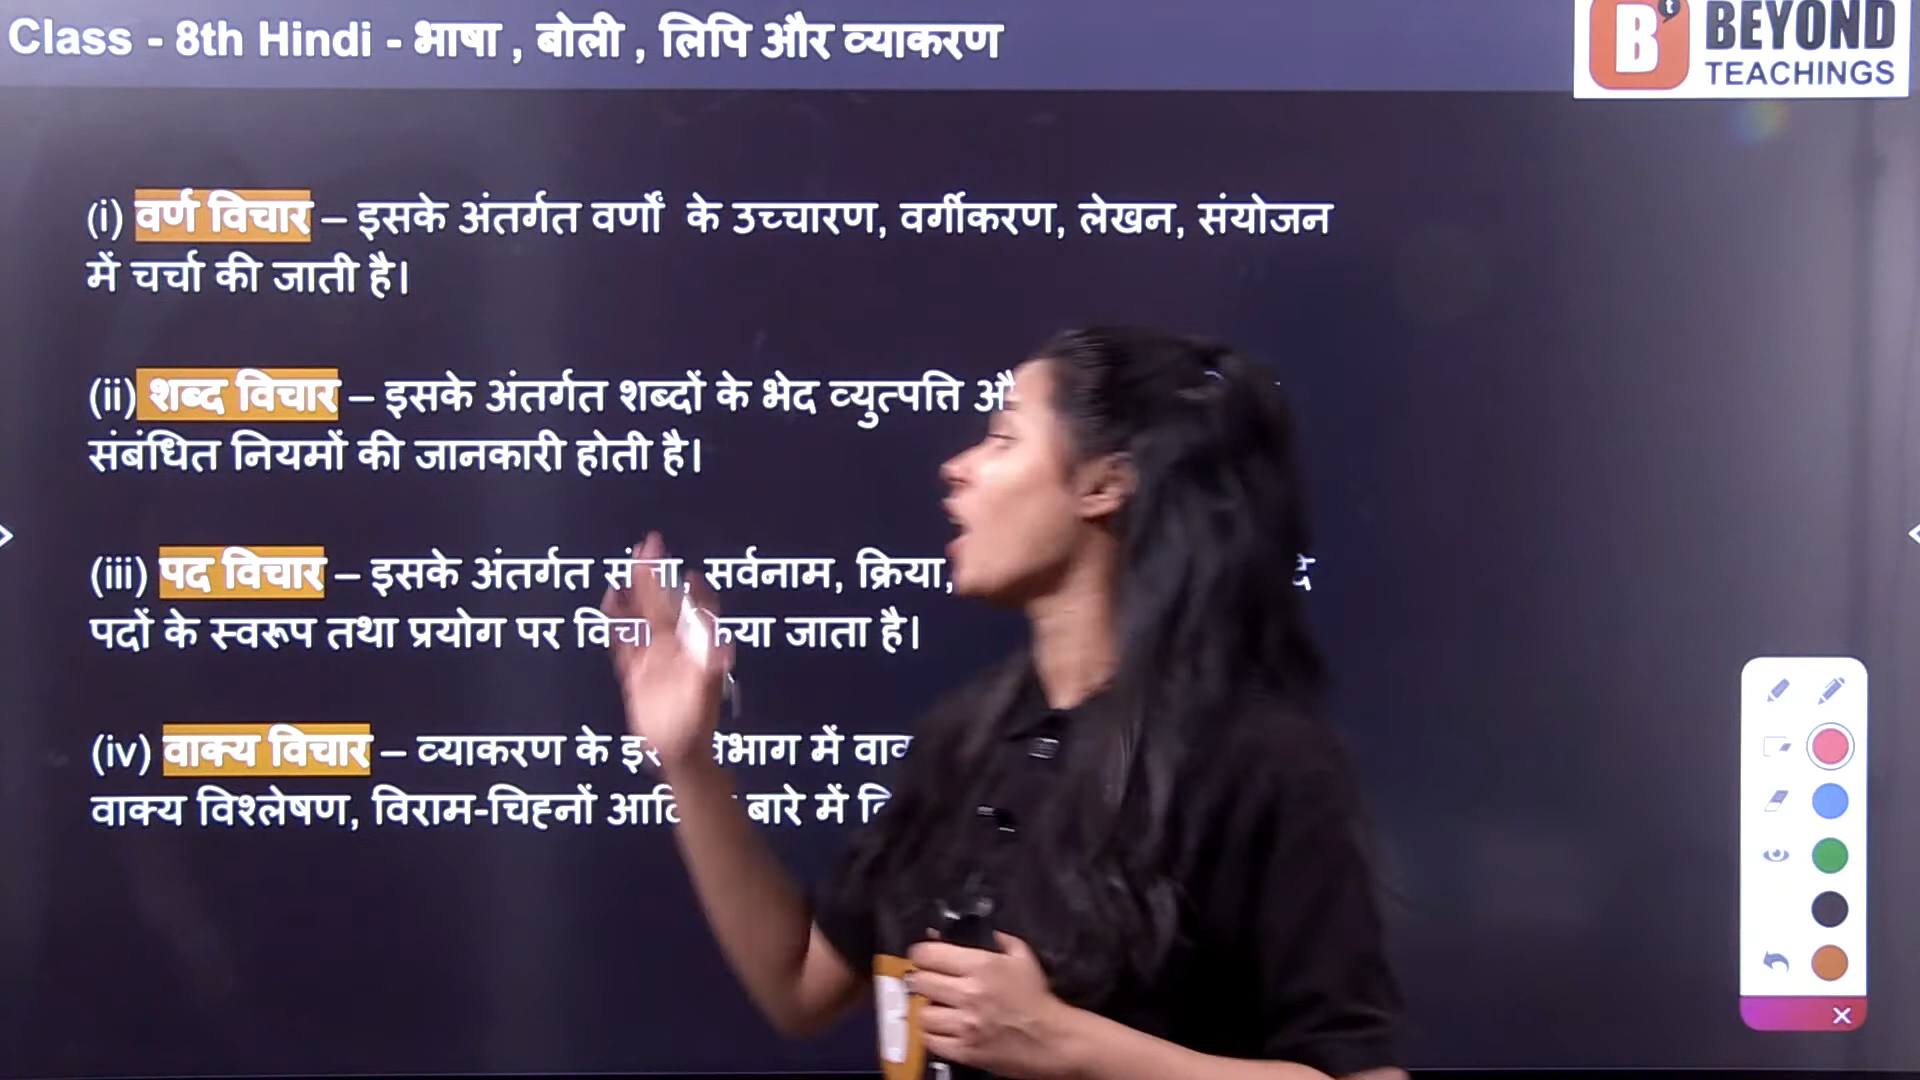 Class - 8th Hindi - भाषा , बोली , लिपि और व्याकरण
BEYOND
TEACHINGS
(i) वर्ण विचार – इसके अंतर्गत वर्णों के उच्चारण, वर्गीकरण, लेखन, संयोजन
में चर्चा की जाती है।
(ii) शब्द विचार – इसके अंतर्गत शब्दों के भेद व्युत्पत्ति
संबंधित नियमों की जानकारी होती है।
(iii) पद विचार – इसके अंतर्गत सर्वनाम, क्रिया,
पदों के स्वरूप तथा प्रयोग पर जाता है।
(iv) वाक्य विचार – व्याकरण के में
वाक्य विश्लेषण, विराम-चिह्नों बारे में